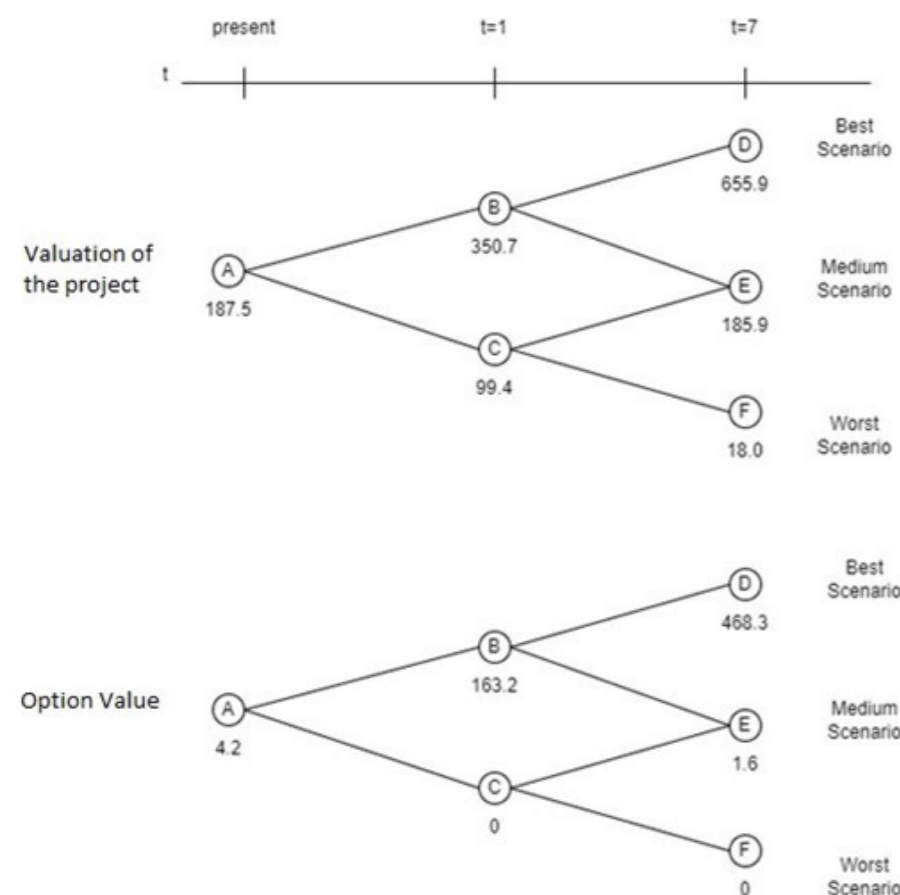 present t=1 t=7
t
Best
Scenario
D
655.9
B
350.7
Valuation of
the project
A
187.5
Medium
Scenario
E
185.9
C
99.4
F
18.0
Worst
Scenario
Best
Scenario
D
468.3
B
163.2
Option Value
A
4.2
Medium
Scenario
E
1.6
C
0
F
0
Worst
Scenario